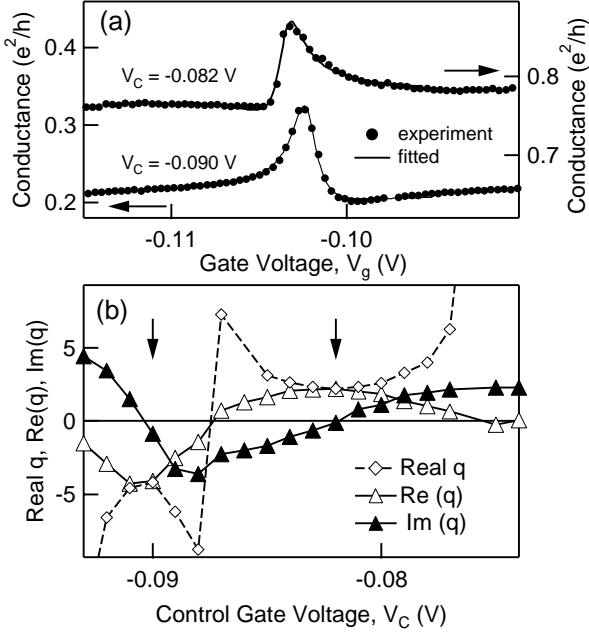 (a)
Conductance (e²/h)
0.4
0.3
0.2
V_C = -0.082 V
V_C = -0.090 V
experiment
fitted
0.8
0.7
Conductance (e²/h)
-0.11
-0.10
Gate Voltage, V_g (V)
(b)
Real q, Re(q), Im(q)
5
0
-5
Real q
Re (q)
Im (q)
-0.09
-0.08
Control Gate Voltage, V_C (V)